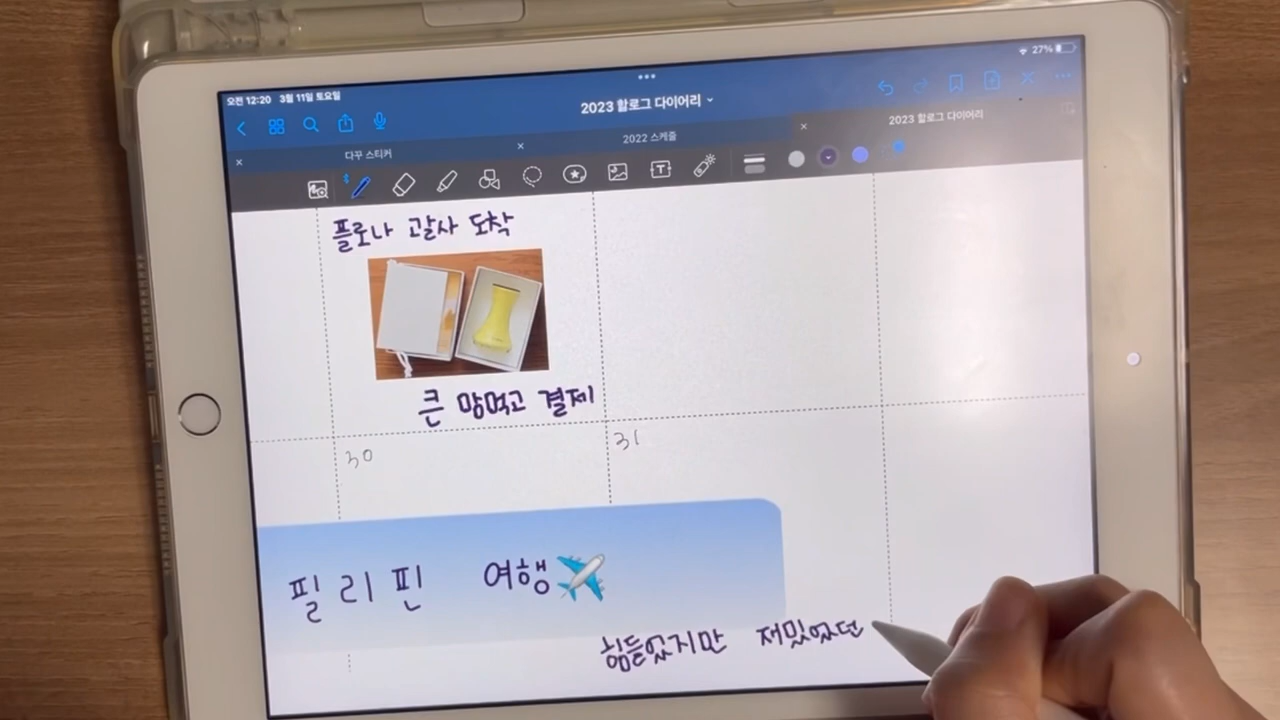 오전 12:20 3월 11일 토요일
27%
2023 할로그 다이어리
다꾸 스티커
2022 스케줄
2023 할로그 다이어리
플로나 고갈사 도착
큰 맘먹고 결제
30
31
필리핀 여행
힘들었지만 재밌었던